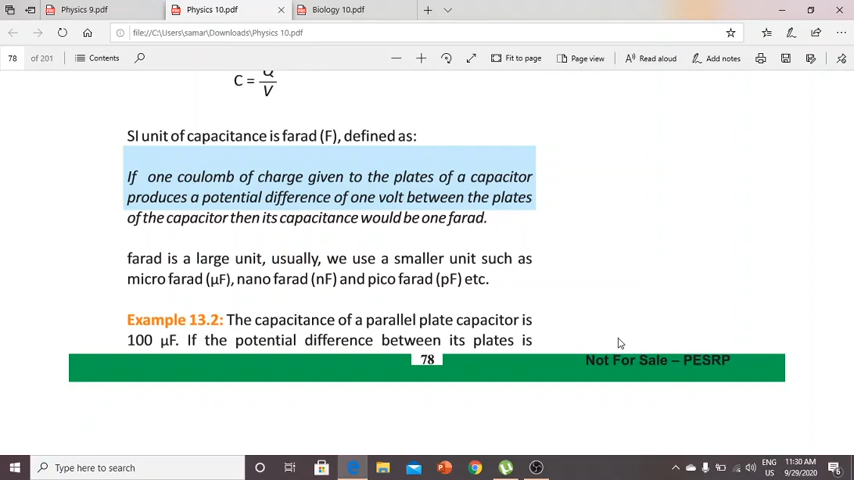 Physics 9.pdf
Physics 10.pdf
Biology 10.pdf
file:///C:/Users/samar/Downloads/Physics 10.pdf
78 of 201
Contents
Fit to page
Page view
Read aloud
Add notes
C = Q
V
SI unit of capacitance is farad (F), defined as:
If one coulomb of charge given to the plates of a capacitor
produces a potential difference of one volt between the plates
of the capacitor then its capacitance would be one farad.
farad is a large unit, usually, we use a smaller unit such as
micro farad (μF), nano farad (nF) and pico farad (pF) etc.
Example 13.2: The capacitance of a parallel plate capacitor is
100 μF. If the potential difference between its plates is
78
Not For Sale – PESRP
Type here to search
ENG
US
11:30 AM
9/29/2020